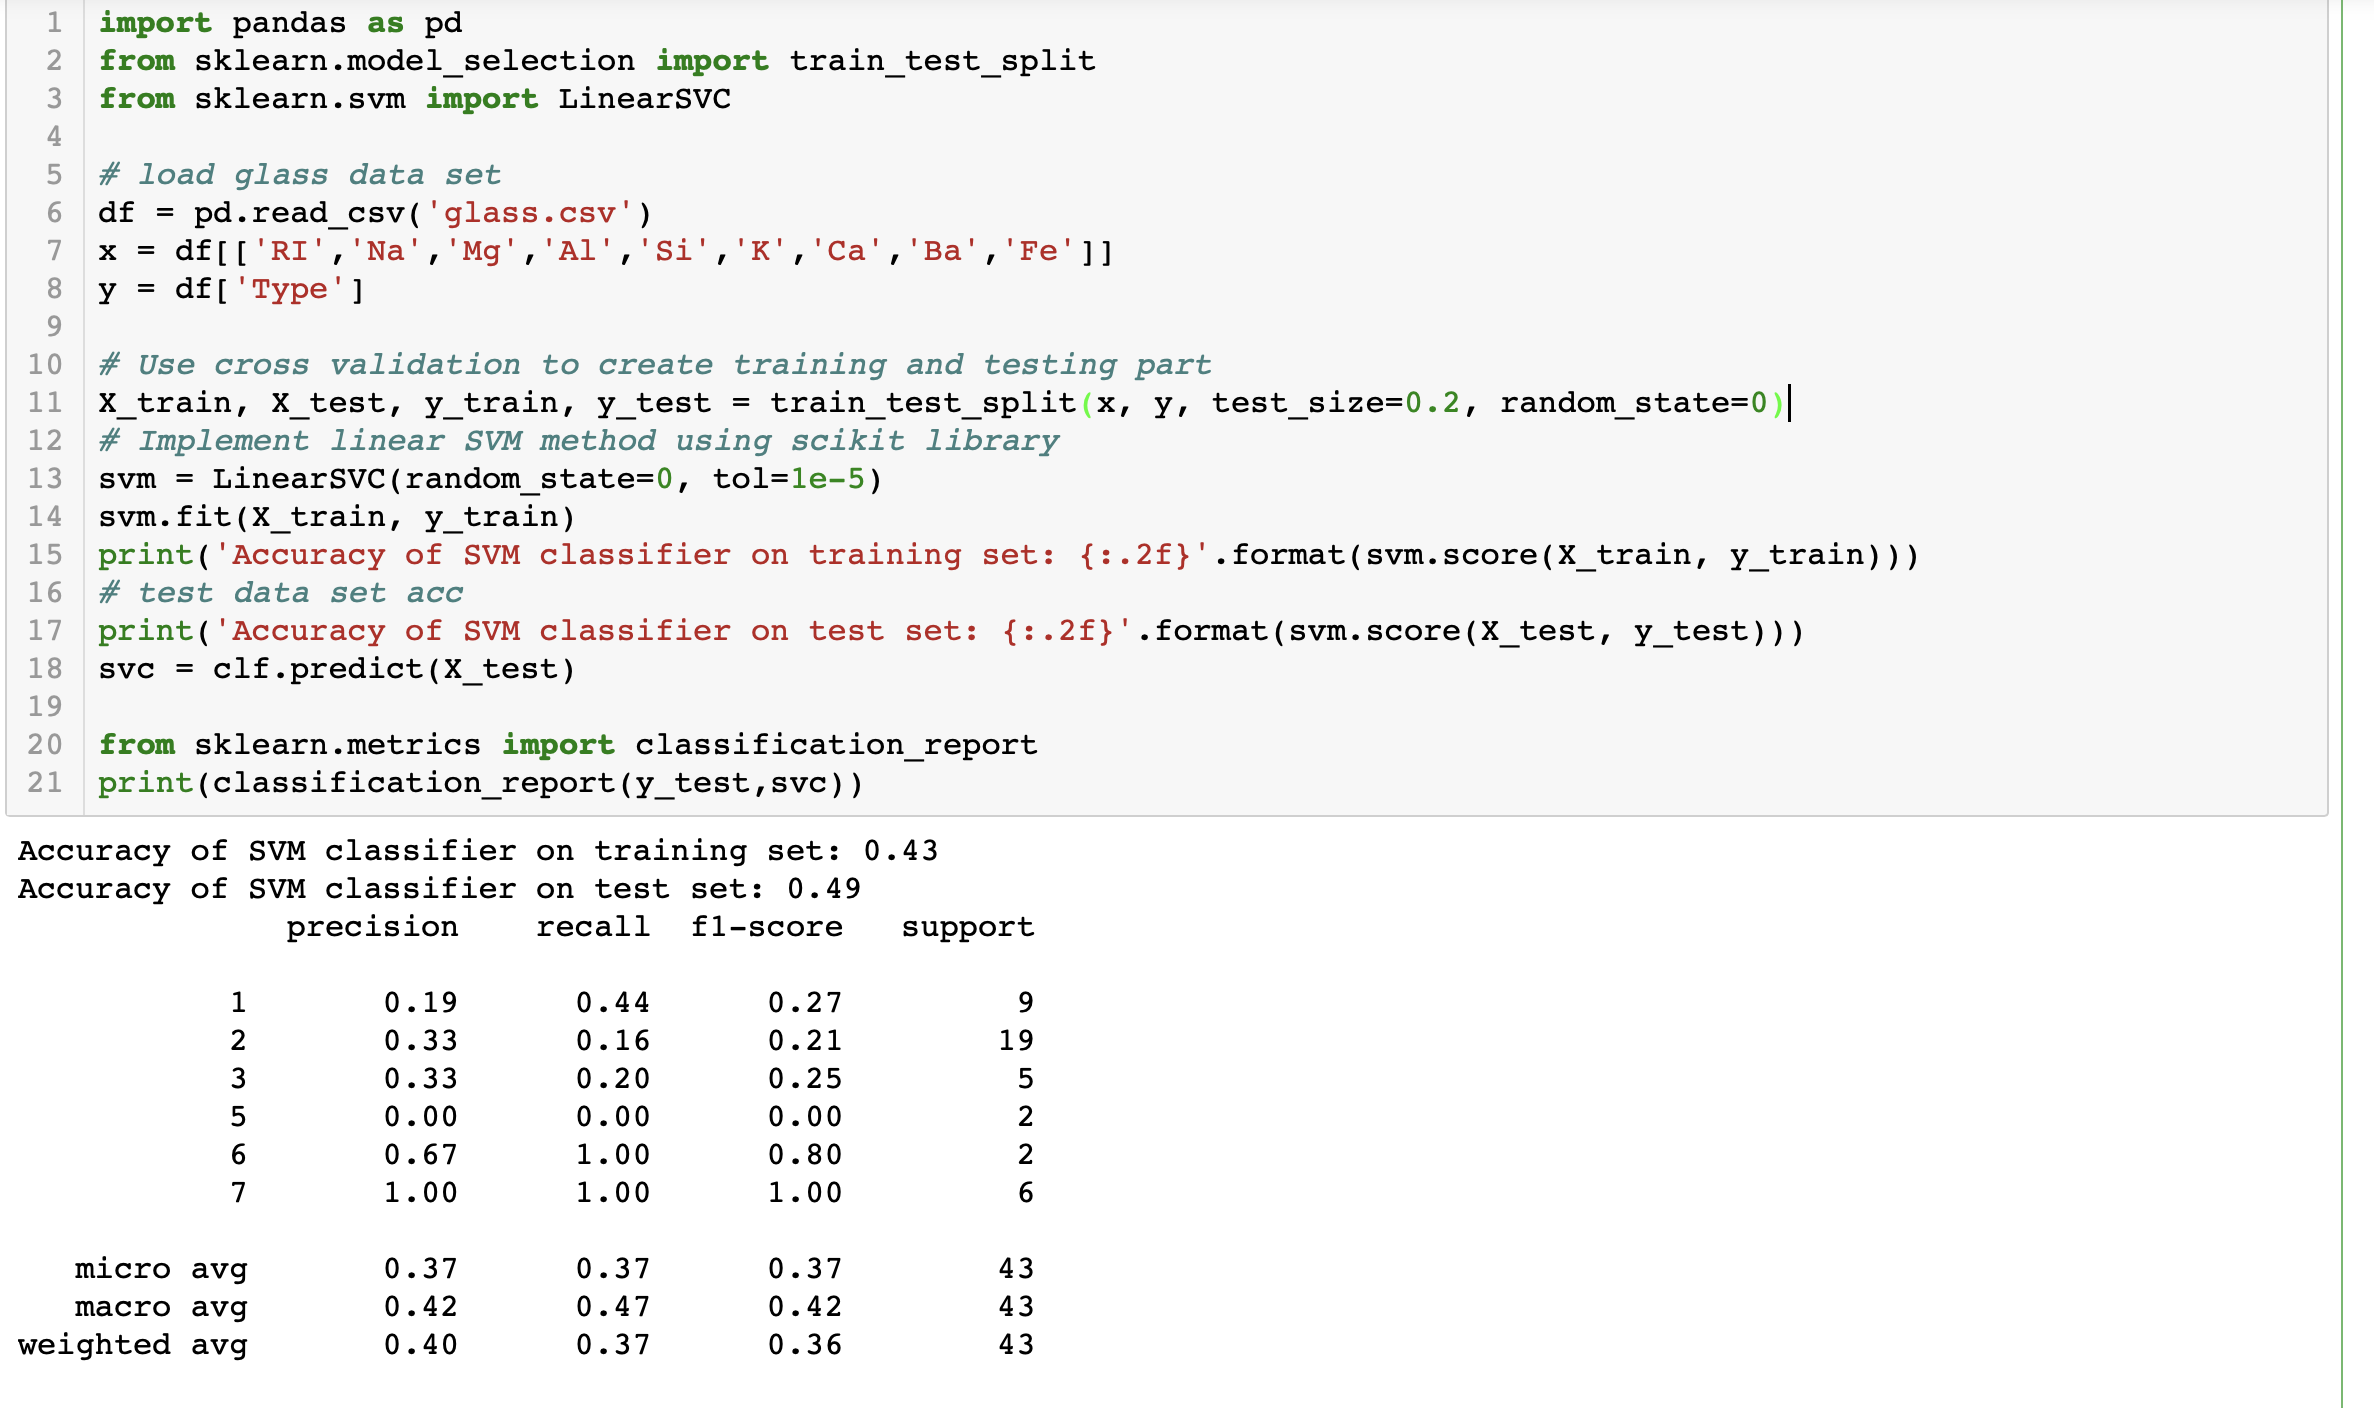 1 import pandas as pd
2 from sklearn.model_selection import train_test_split
3 from sklearn.svm import LinearSVC
4
5 # load glass data set
6 df = pd.read_csv('glass.csv')
7 x = df[['RI','Na','Mg','Al','Si','K','Ca','Ba','Fe']]
8 y = df['Type']
9
10 # Use cross validation to create training and testing part
11 X_train, X_test, y_train, y_test = train_test_split(x, y, test_size=0.2, random_state=0)
12 # Implement linear SVM method using scikit library
13 svm = LinearSVC(random_state=0, tol=1e-5)
14 svm.fit(X_train, y_train)
15 print('Accuracy of SVM classifier on training set: {:.2f}'.format(svm.score(X_train, y_train)))
16 # test data set acc
17 print('Accuracy of SVM classifier on test set: {:.2f}'.format(svm.score(X_test, y_test)))
18 svc = clf.predict(X_test)
19
20 from sklearn.metrics import classification_report
21 print(classification_report(y_test,svc))
Accuracy of SVM classifier on training set: 0.43
Accuracy of SVM classifier on test set: 0.49
precision recall f1-score support
1 0.19 0.44 0.27 9
2 0.33 0.16 0.21 19
3 0.33 0.20 0.25 5
5 0.00 0.00 0.00 2
6 0.67 1.00 0.80 2
7 1.00 1.00 1.00 6
micro avg 0.37 0.37 0.37 43
macro avg 0.42 0.47 0.42 43
weighted avg 0.40 0.37 0.36 43